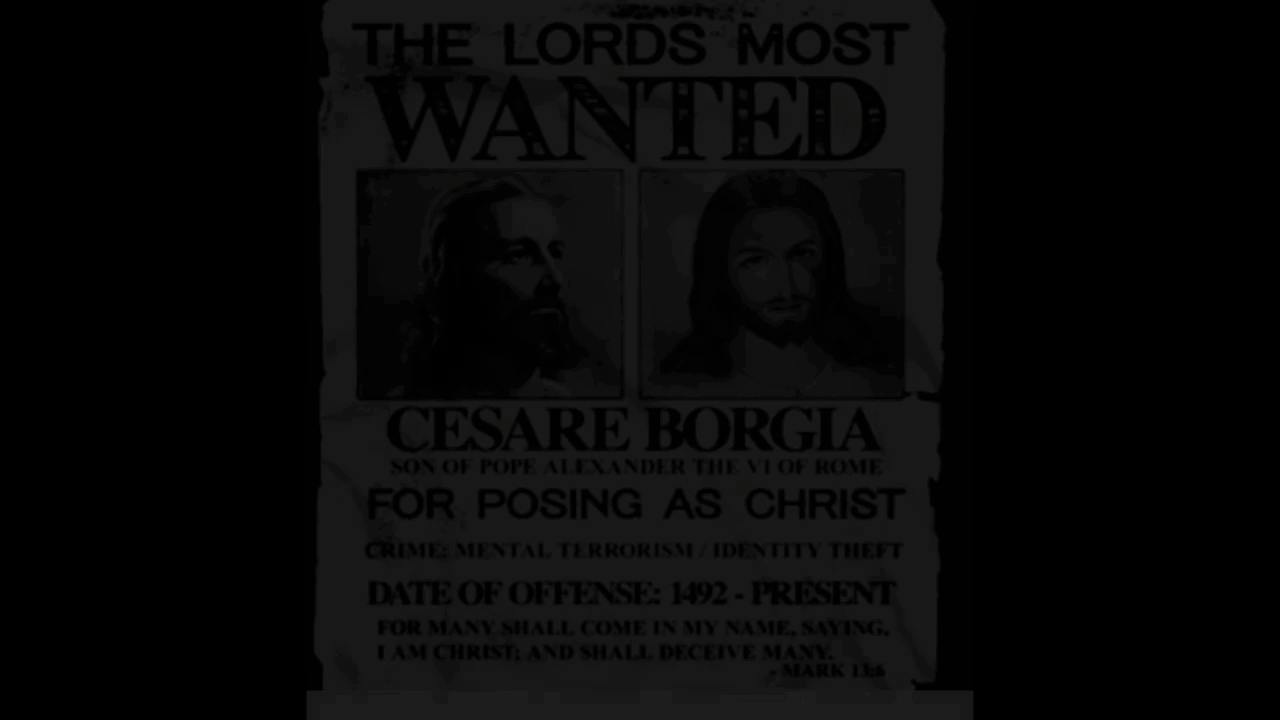 THE LORDS MOST
WANTED
CESARE BORGIA
SON OF POPE ALEXANDER THE VI OF ROME
FOR POSING AS CHRIST
CRIME: MENTAL TERRORISM / IDENTITY THEFT
DATE OF OFFENSE: 1492 - PRESENT
FOR MANY SHALL COME IN MY NAME, SAYING,
I AM CHRIST; AND SHALL DECEIVE MANY.
- MARK 13:6